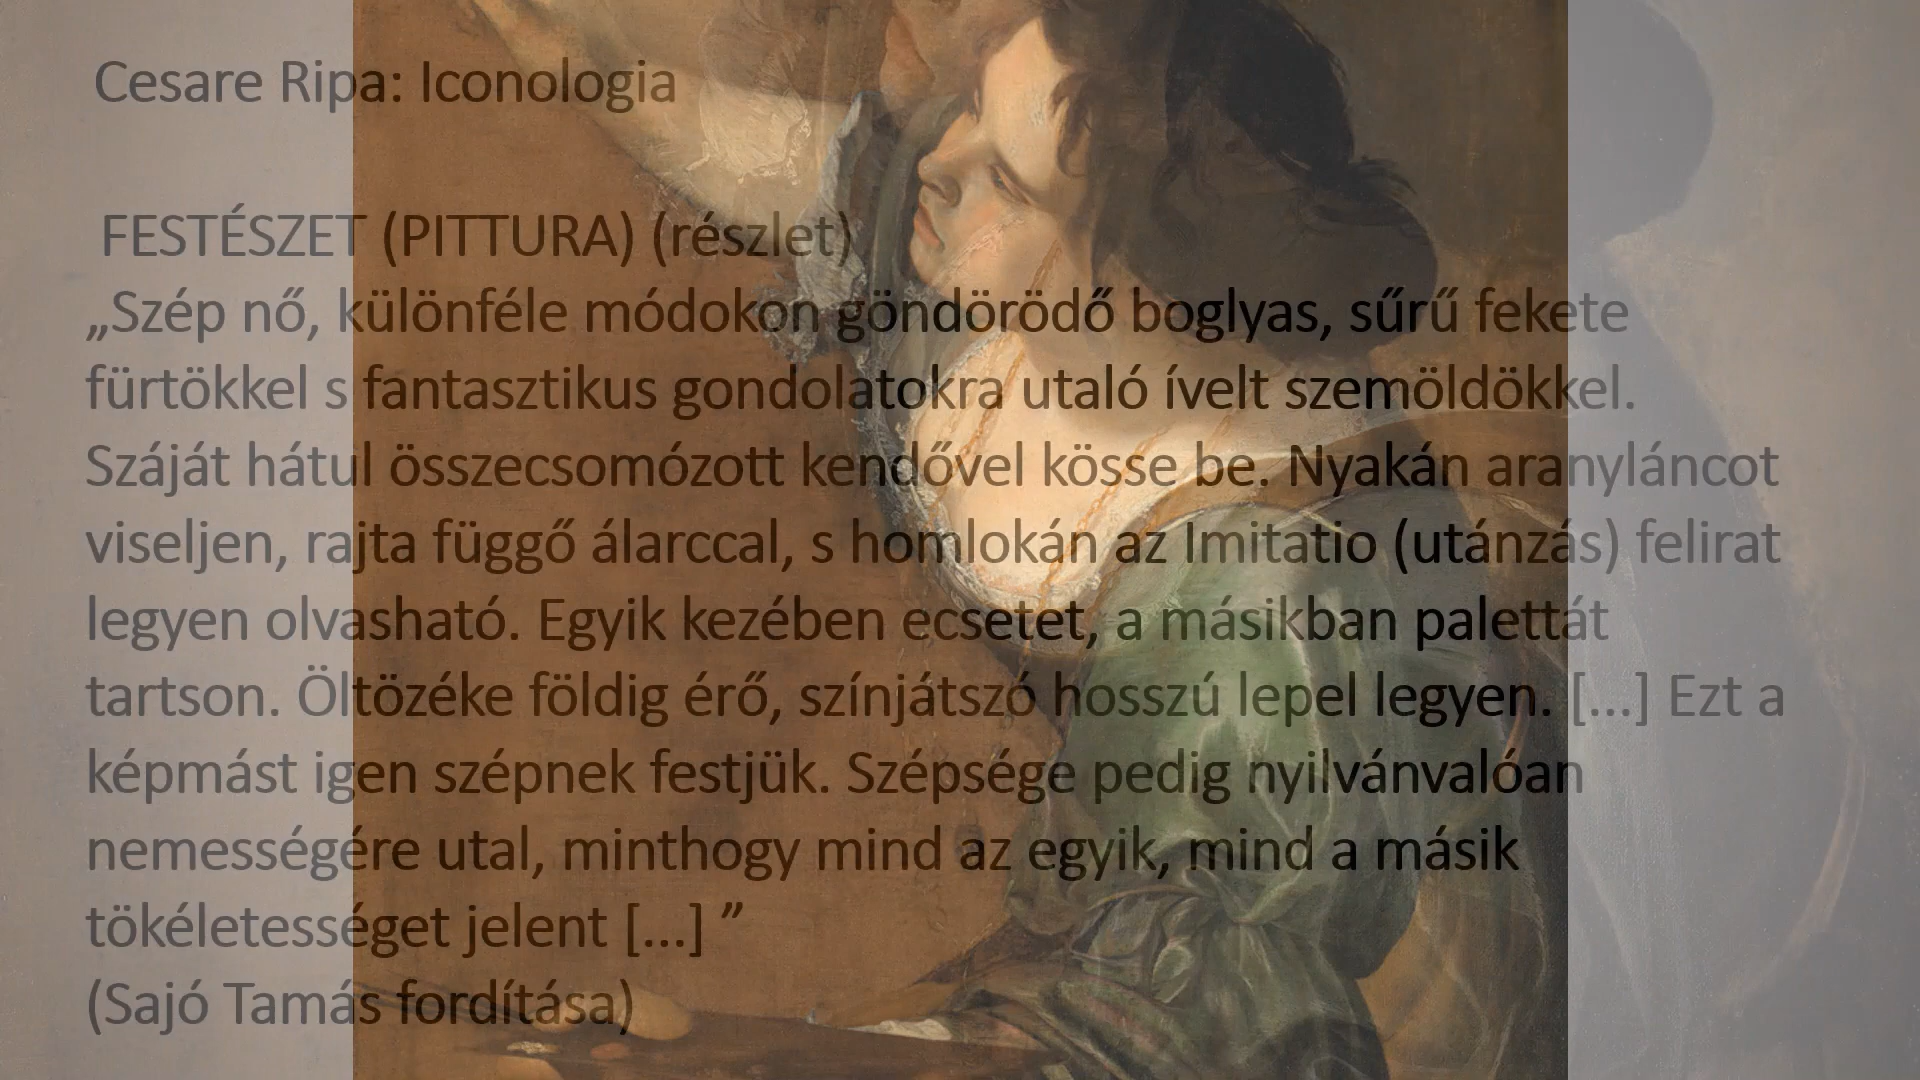 Cesare Ripa: Iconologia
FESTÉSZET (PITTURA) (részlet)
„Szép nő, különféle módokon göndörödő boglyas, sűrű fekete
fürtökkel s fantasztikus gondolatokra utaló ívelt szemöldökkel.
Száját hátul összecsomózott kendővel kösse be. Nyakán aranyláncot
viseljen, rajta függő álarccal, s homlokán az Imitatio (utánzás) felirat
legyen olvasható. Egyik kezében ecsetet, a másikban palettát
tartson. Öltözéke földig érő, színjátszó hosszú lepel legyen. [...] Ezt a
képmást igen szépnek festjük. Szépsége pedig nyilvánvalóan
nemességére utal, minthogy mind az egyik, mind a másik
tökéletességet jelent [...] ”
(Sajó Tamás fordítása)